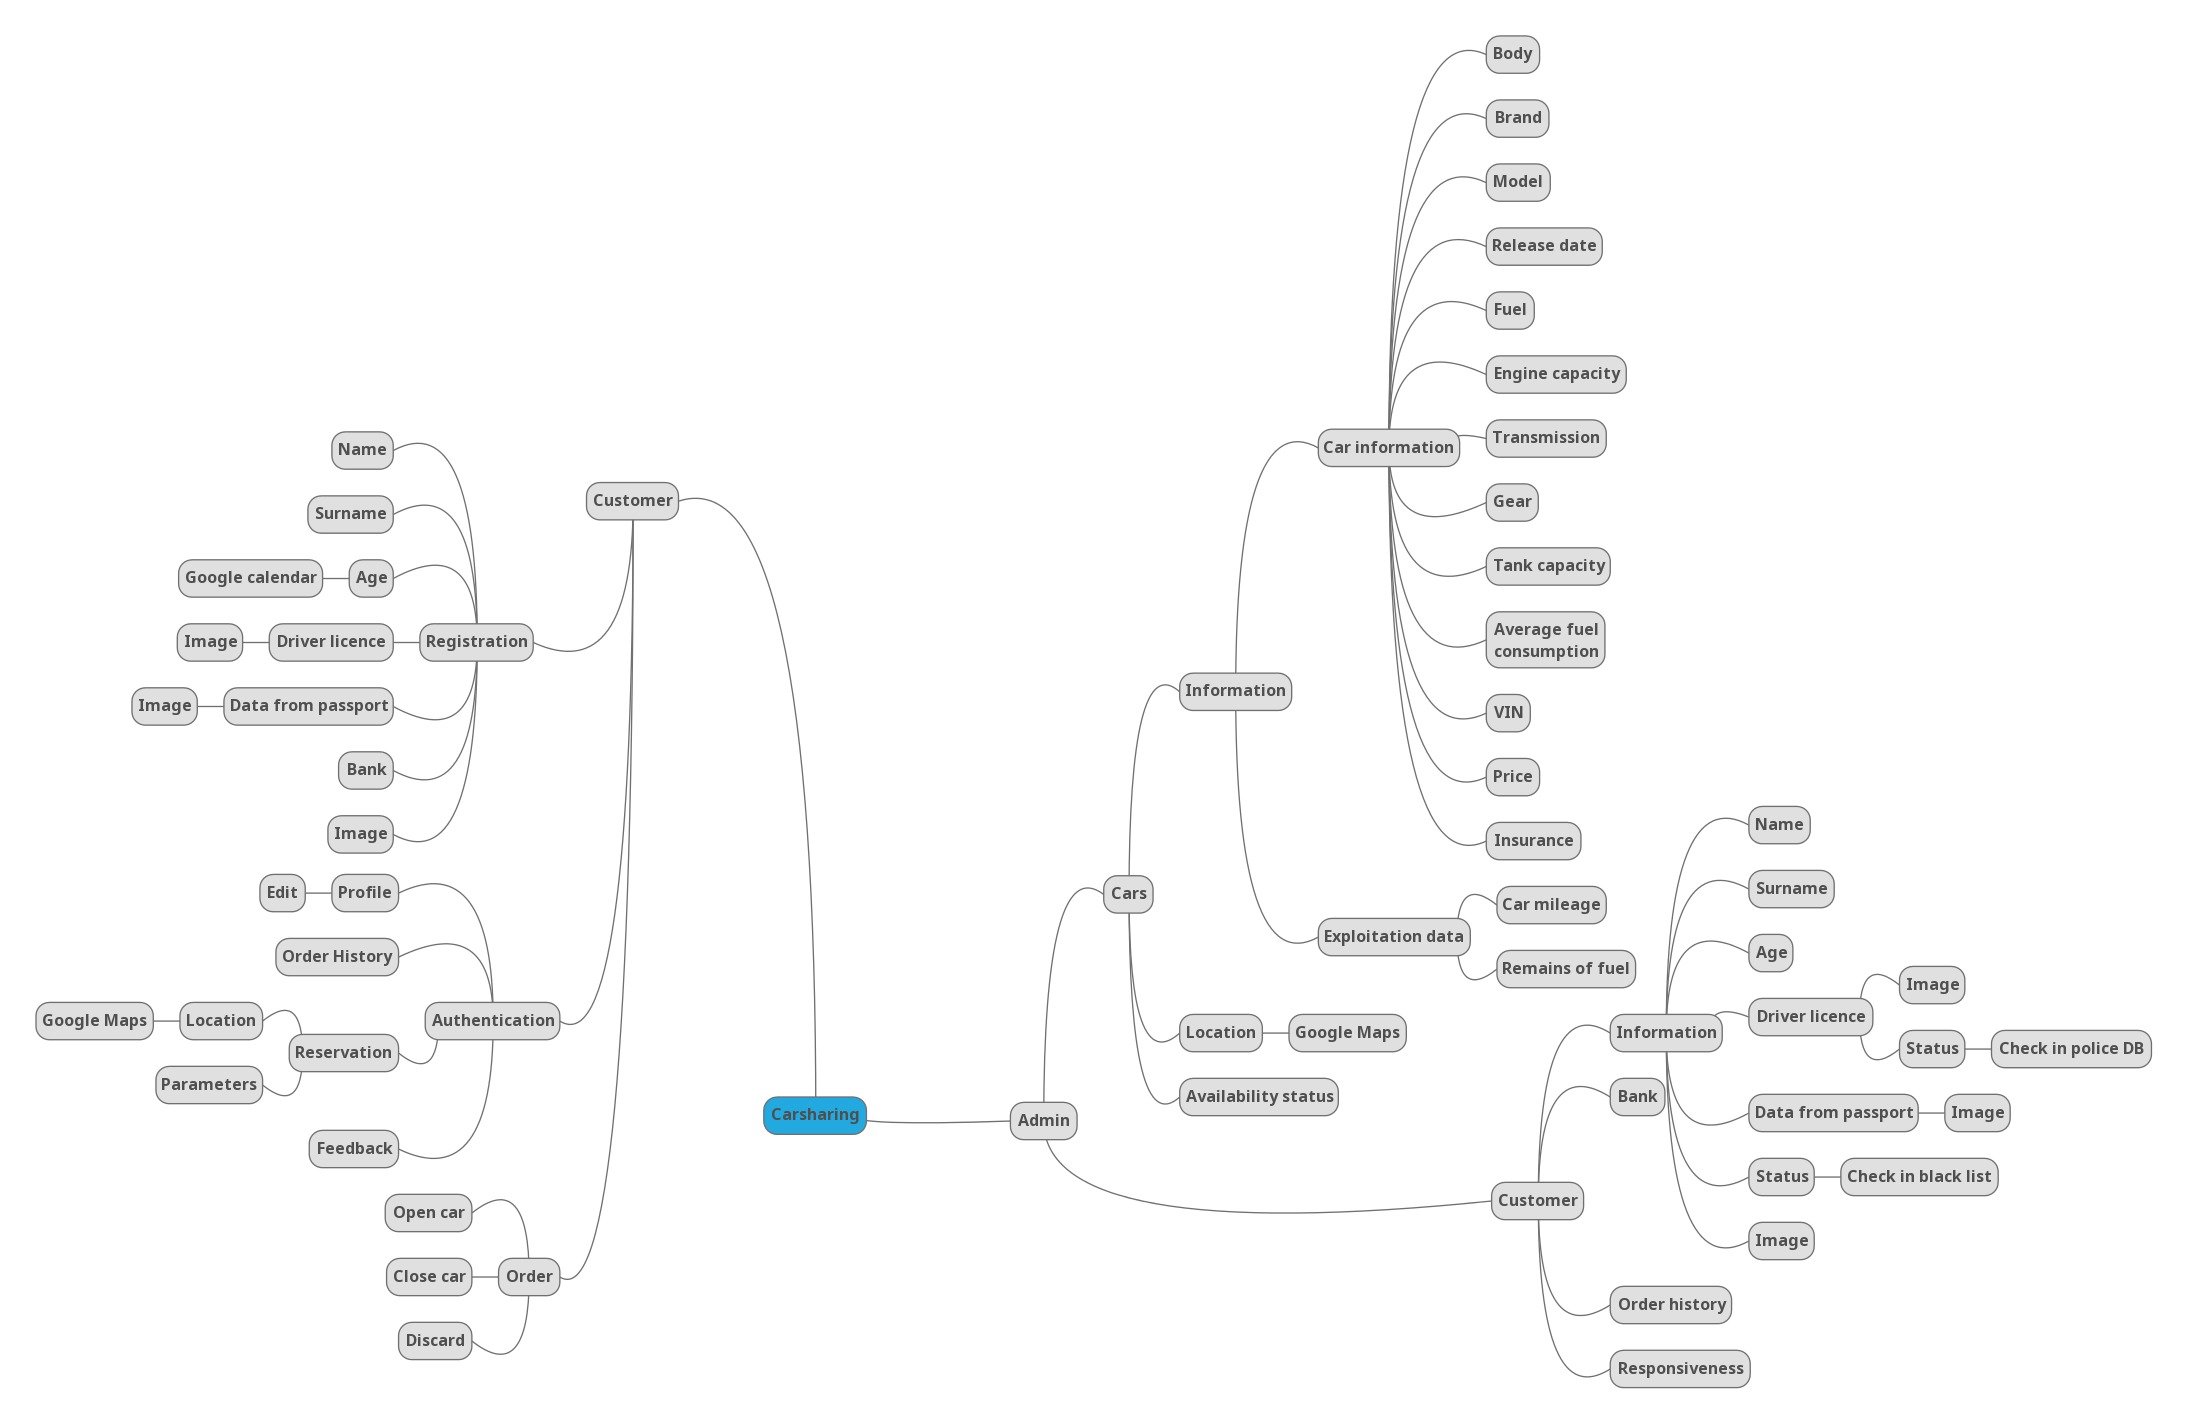 Carsharing
Customer
Registration
Name
Surname
Age
Google calendar
Driver licence
Image
Data from passport
Image
Bank
Image
Authentication
Profile
Edit
Order History
Reservation
Location
Google Maps
Parameters
Feedback
Order
Open car
Close car
Discard
Admin
Cars
Information
Car information
Body
Brand
Model
Release date
Fuel
Engine capacity
Transmission
Gear
Tank capacity
Average fuel
consumption
VIN
Price
Insurance
Exploitation data
Car mileage
Remains of fuel
Location
Google Maps
Availability status
Customer
Information
Name
Surname
Age
Driver licence
Image
Status
Check in police DB
Data from passport
Image
Status
Check in black list
Image
Bank
Order history
Responsiveness